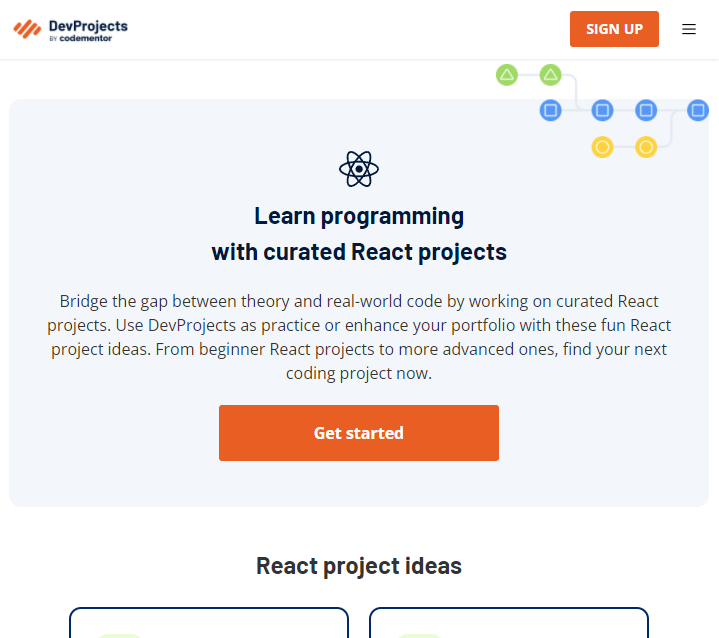 DevProjects
BY codementor
SIGN UP
Learn programming
with curated React projects
Bridge the gap between theory and real-world code by working on curated React
projects. Use DevProjects as practice or enhance your portfolio with these fun React
project ideas. From beginner React projects to more advanced ones, find your next
coding project now.
Get started
React project ideas